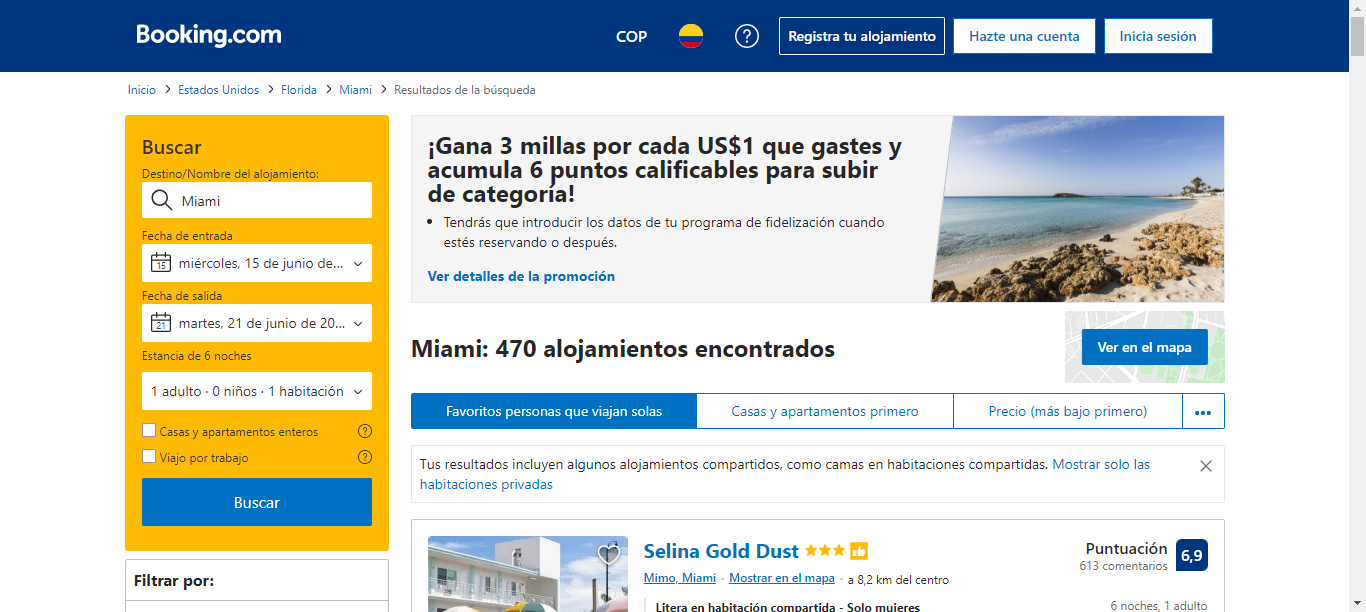 Booking.com
COP
Registra tu alojamiento
Hazte una cuenta
Inicia sesión
Inicio > Estados Unidos > Florida > Miami > Resultados de la búsqueda
Buscar
Destino/Nombre del alojamiento:
Miami
Fecha de entrada
15
miércoles, 15 de junio de...
Fecha de salida
21
martes, 21 de junio de 20...
Estancia de 6 noches
1 adulto · 0 niños · 1 habitación
Casas y apartamentos enteros
Viajo por trabajo
Buscar
Filtrar por:
¡Gana 3 millas por cada US$1 que gastes y
acumula 6 puntos calificables para subir
de categoría!
• Tendrás que introducir los datos de tu programa de fidelización cuando
estés reservando o después.
Ver detalles de la promoción
Miami: 470 alojamientos encontrados
Ver en el mapa
Favoritos personas que viajan solas
Casas y apartamentos primero
Precio (más bajo primero)
Tus resultados incluyen algunos alojamientos compartidos, como camas en habitaciones compartidas. Mostrar solo las
habitaciones privadas
Selina Gold Dust
Mimo, Miami · Mostrar en el mapa · a 8,2 km del centro
Litera en habitación compartida - Solo mujeres
Puntuación
613 comentarios
6,9
6 noches, 1 adulto